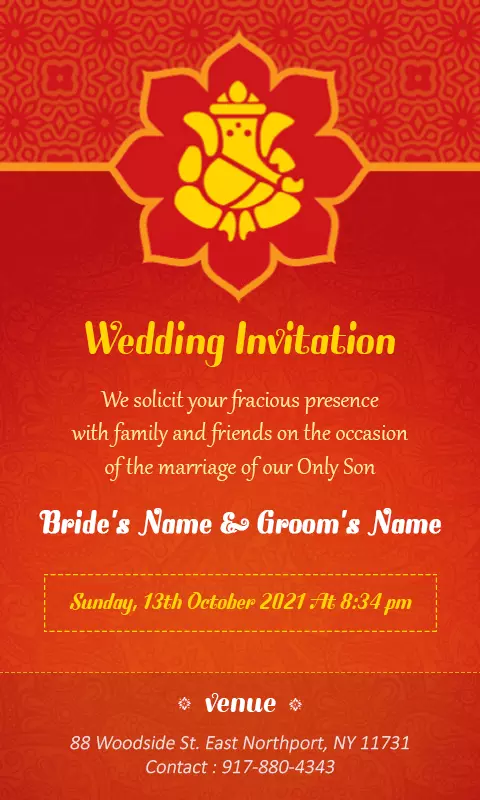 Wedding Invitation
We solicit your fracious presence
with family and friends on the occasion
of the marriage of our Only Son
Bride's Name & Groom's Name
Sunday, 13th October 2021 At 8:34 pm
venue
88 Woodside St. East Northport, NY 11731
Contact : 917-880-4343